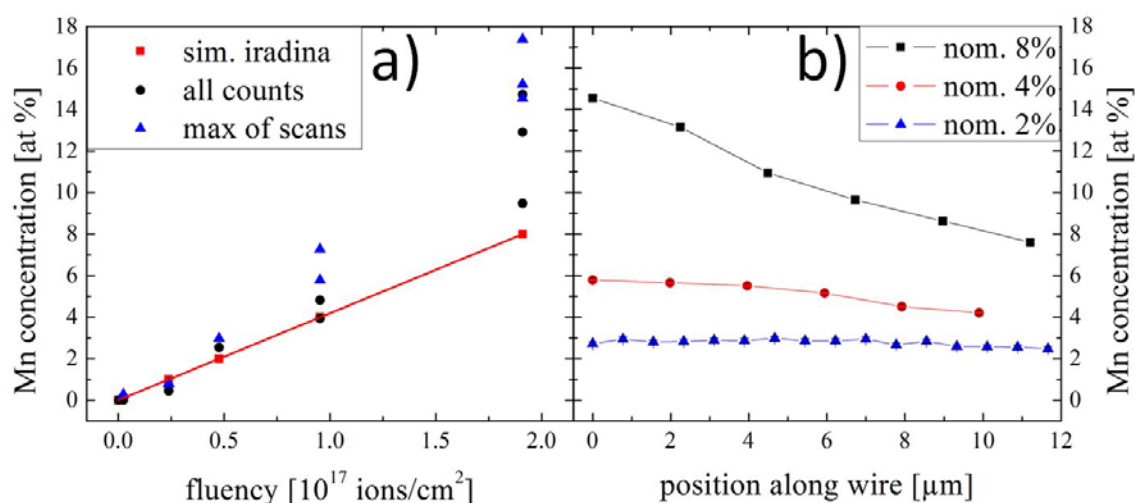 18
16
14
12
10
8
6
4
2
0
Mn concentration [at %]
sim. iradina
all counts
max of scans
a)
0.0 0.5 1.0 1.5 2.0
fluency [10¹⁷ ions/cm²]
b)
nom. 8%
nom. 4%
nom. 2%
0 2 4 6 8 10 12
position along wire [µm]
18
16
14
12
10
8
6
4
2
0
Mn concentration [at %]